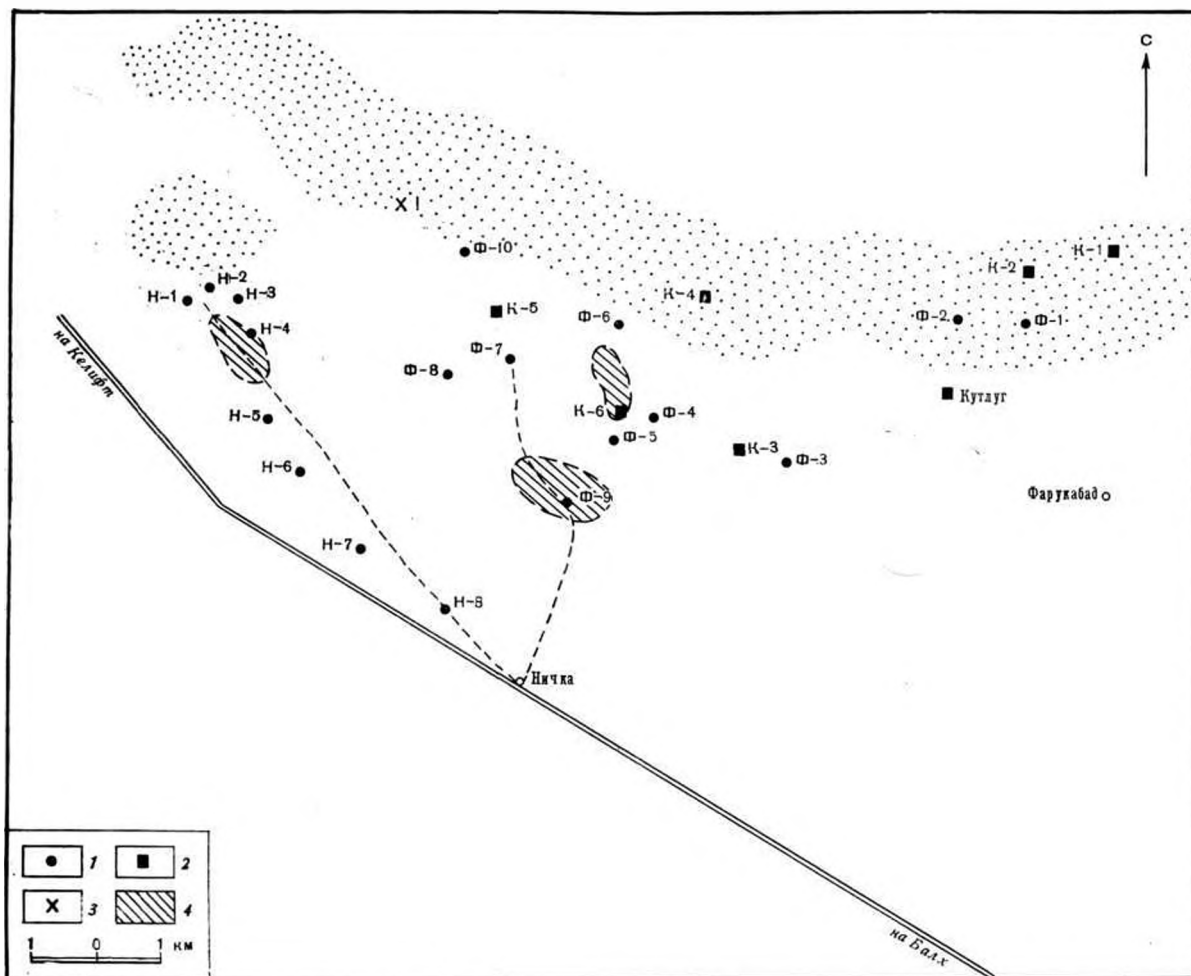 С
X I
К-1
Ф-10
К-2
Н-2
Н-1
Н-3
К-4
К-5
Н-4
Ф-6
Ф-2
Ф-1
на Келифт
Ф-7
Ф-8
Кутлуг
К-6
Ф-4
Н-5
Ф-5
К-3
Ф-3
Н-6
Ф-9
Фарукабад
Н-7
Н-8
Ничка
1
2
3
4
1 0 1 КМ
на Балх